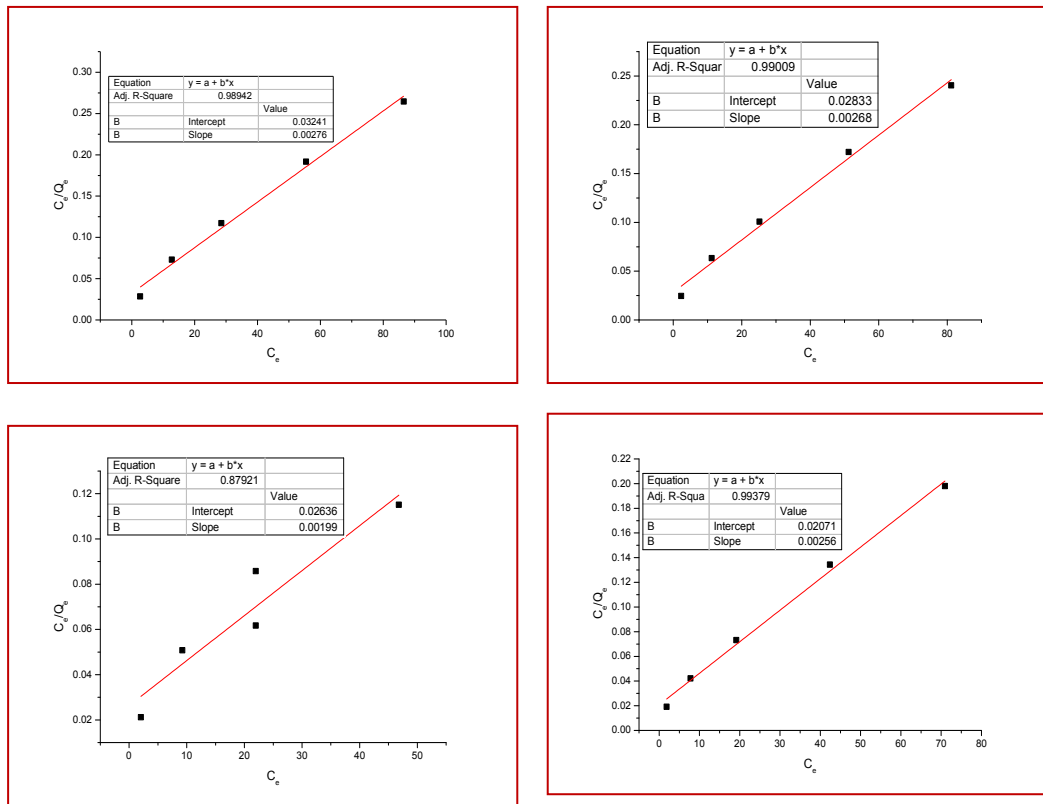 Equation y = a + b*x
Adj. R-Square 0.98942
Value
B Intercept 0.03241
B Slope 0.00276
0.30
0.25
0.20
0.15
0.10
0.05
0.00
Ce/Qe
0 20 40 60 80 100
Ce
Equation y = a + b*x
Adj. R-Squar 0.99009
Value
B Intercept 0.02833
B Slope 0.00268
0.25
0.20
0.15
0.10
0.05
0.00
Ce/Qe
0 20 40 60 80
Ce
Equation y = a + b*x
Adj. R-Square 0.87921
Value
B Intercept 0.02636
B Slope 0.00199
0.12
0.10
0.08
0.06
0.04
0.02
Ce/Qe
0 10 20 30 40 50
Ce
Equation y = a + b*x
Adj. R-Squa 0.99379
Value
B Intercept 0.02071
B Slope 0.00256
0.22
0.20
0.18
0.16
0.14
0.12
0.10
0.08
0.06
0.04
0.02
0.00
Ce/Qe
0 10 20 30 40 50 60 70 80
Ce